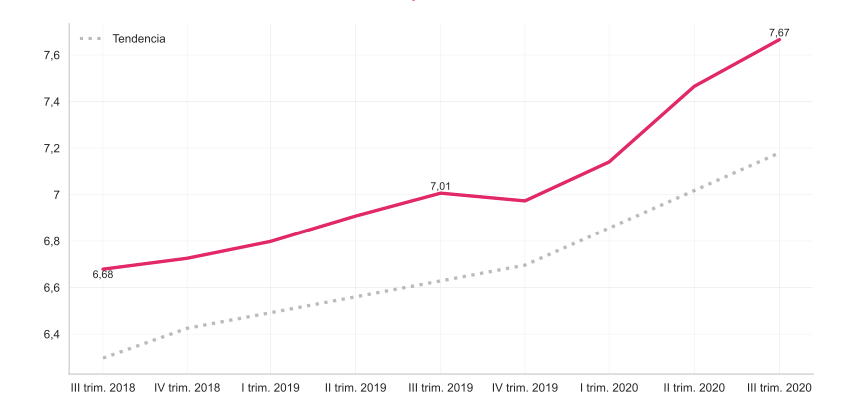 Tendencia
7,67
7,6
7,4
7,2
7,01
7
6,8
6,68
6,6
6,4
III trim. 2018
IV trim. 2018
I trim. 2019
II trim. 2019
III trim. 2019
IV trim. 2019
I trim. 2020
II trim. 2020
III trim. 2020